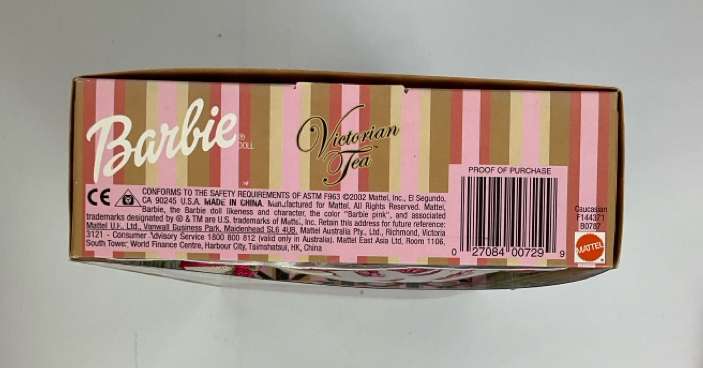 Barbie® DOLL
Victorian
Tea™
PROOF OF PURCHASE
CE CONFORMS TO THE SAFETY REQUIREMENTS OF ASTM F963 ©2002 Mattel, Inc., El Segundo,
CA 90245 U.S.A. MADE IN CHINA. Manufactured for Mattel. All Rights Reserved. Mattel,
Barbie, the Barbie doll likeness and character, the color "Barbie pink", and associated
trademarks designated by ® & TM are U.S. trademarks of Mattel, Inc. Retain this address for future reference:
Mattel U.K. Ltd., Vanwall Business Park, Maidenhead SL6 4UB. Mattel Australia Pty., Ltd., Richmond, Victoria
3121 - Consumer Advisory Service 1800 800 812 (valid only in Australia). Mattel East Asia Ltd, Room 1106,
South Tower, World Finance Centre, Harbour City, Tsimshatsui, HK, China
0 27084 00729 9
Caucasian
F144371
B0787
MATTEL